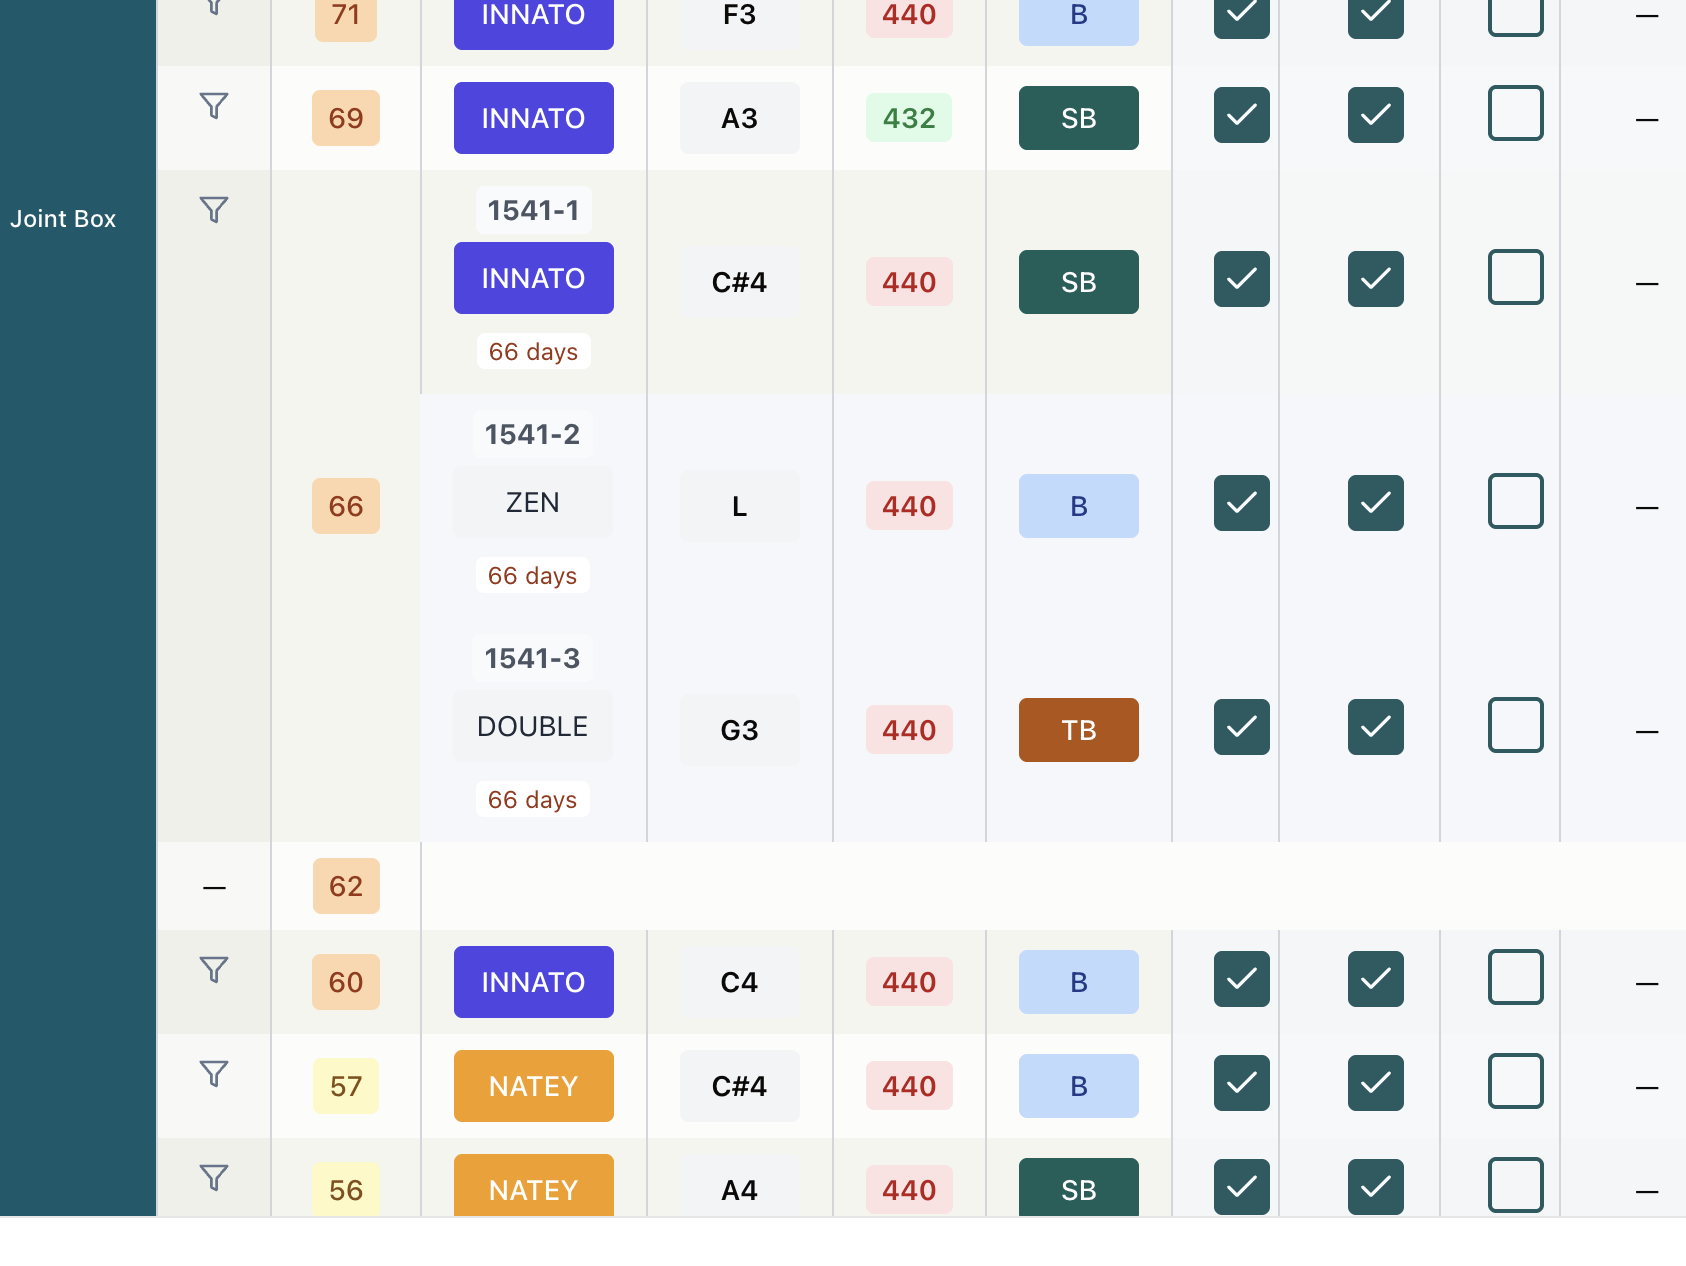 71 INNATO F3 440 B —
69 INNATO A3 432 SB —
Joint Box
1541-1
INNATO C#4 440 SB —
66 days
1541-2
66 ZEN L 440 B —
66 days
1541-3
DOUBLE G3 440 TB —
66 days
— 62
60 INNATO C4 440 B —
57 NATEY C#4 440 B —
56 NATEY A4 440 SB —